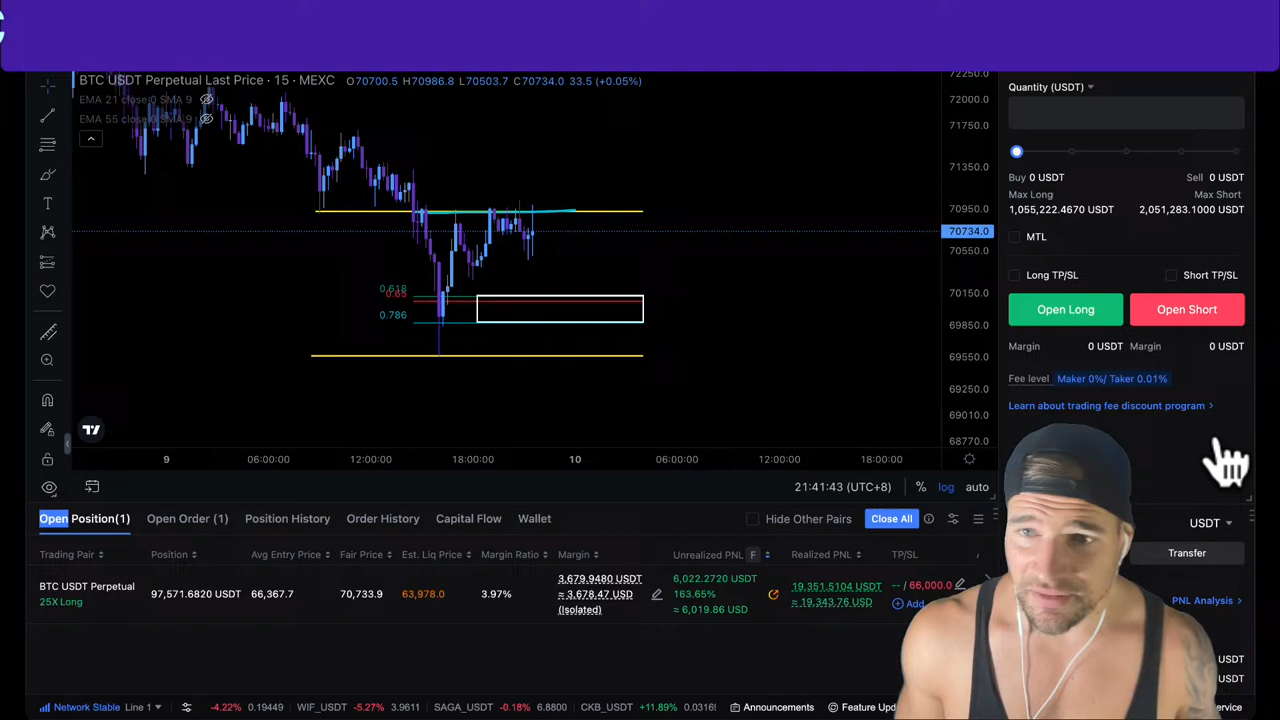 BTC USDT Perpetual Last Price · 15 · MEXC O70700.5 H70986.8 L50503.7 C70734.0 33.5 (+0.05%)
EMA 21 close 0 SMA 9
EMA 55 close 0 SMA 9
72250.0
72000.0
71750.0
71350.0
70950.0
70734.0
70550.0
70150.0
69850.0
69550.0
69250.0
69010.0
68770.0
0.618
0.65
0.786
9 06:00:00 12:00:00 18:00:00 10 06:00:00 12:00:00 18:00:00
21:41:43 (UTC+8) % log auto
Quantity (USDT)
Buy 0 USDT Sell 0 USDT
Max Long Max Short
1,055,222.4670 USDT 2,051,283.1000 USDT
MTL
Long TP/SL Short TP/SL
Open Long Open Short
Margin 0 USDT Margin 0 USDT
Fee level Maker 0%/ Taker 0.01%
Learn about trading fee discount program
USDT
Transfer
PNL Analysis
USDT
USDT
Open Position(1) Open Order (1) Position History Order History Capital Flow Wallet Hide Other Pairs Close All
Trading Pair Position Avg Entry Price Fair Price Est. Liq Price Margin Ratio Margin Unrealized PNL F Realized PNL TP/SL
BTC USDT Perpetual
25X Long
97,571.6820 USDT 66,367.7 70,733.9 63,978.0 3.97%
3,679.9480 USDT
≈ 3,678.47 USD
(Isolated)
6,022.2720 USDT
163.65%
≈ 6,019.86 USD
19,351.5104 USDT
≈ 19,343.76 USD
-- / 66,000.0
Add
Network Stable Line 1 -4.22% 0.19449 WIF_USDT -5.27% 3.9611 SAGA_USDT -0.18% 6.8800 CKB_USDT +11.89% 0.0316 Announcements Feature Upd